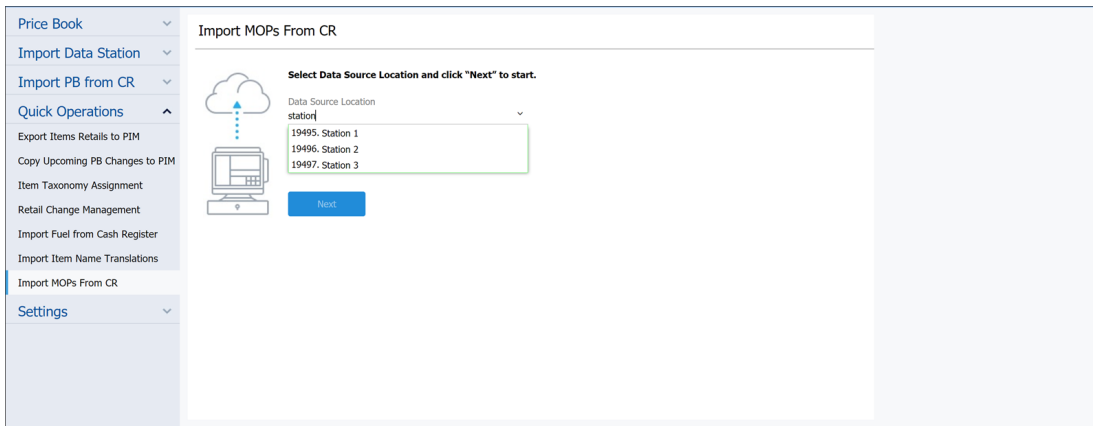 Price Book
Import Data Station
Import PB from CR
Quick Operations
Export Items Retails to PIM
Copy Upcoming PB Changes to PIM
Item Taxonomy Assignment
Retail Change Management
Import Fuel from Cash Register
Import Item Name Translations
Import MOPs From CR
Settings
Import MOPs From CR
Select Data Source Location and click “Next” to start.
Data Source Location
station
19495. Station 1
19496. Station 2
19497. Station 3
Next